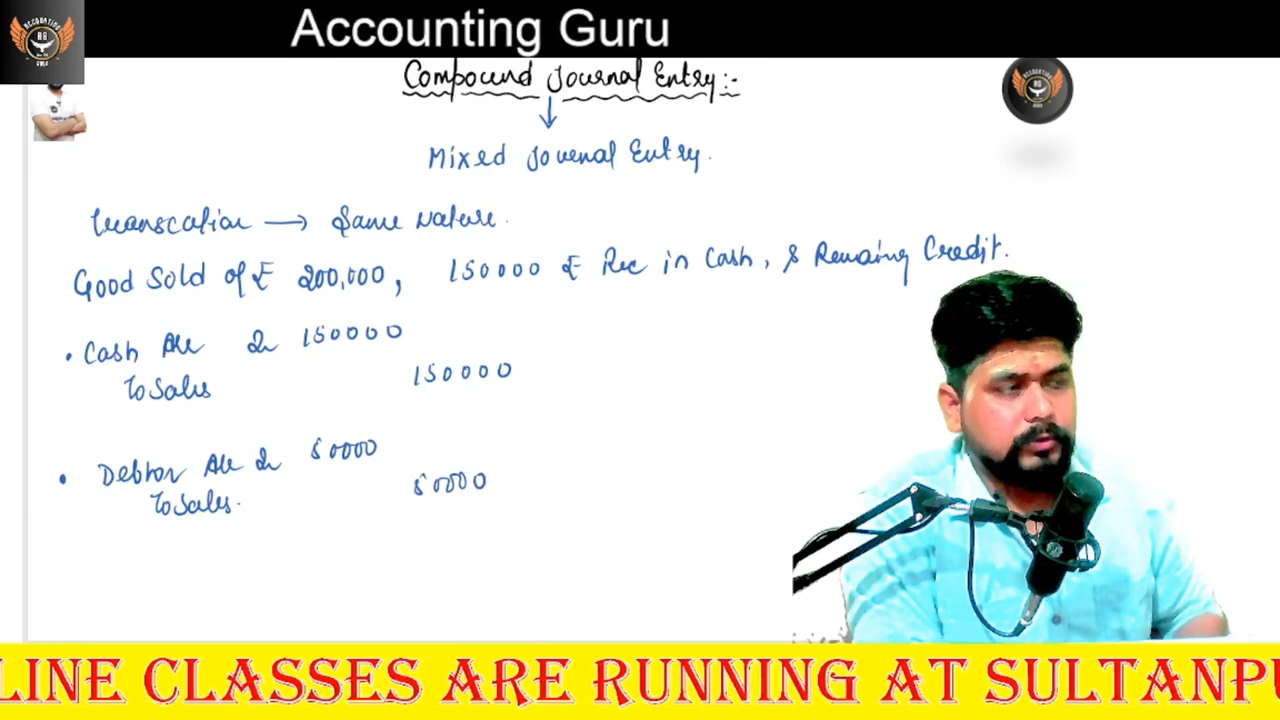 Accounting Guru
Compound Journal Entry:-
Mixed Journal Entry.
transcation → Same Nature.
Good Sold of ₹ 200,000, 150000 ₹ Rec in Cash, & Remaing Credit.
• Cash A/c Dr 150000
To Sales 150000
• Debtor A/c Dr 50000
To Sales. 50000
LINE CLASSES ARE RUNNING AT SULTANPU